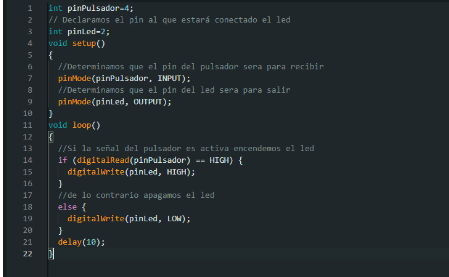 1 int pinPulsador=4;
2 // Declaramos el pin al que estará conectado el led
3 int pinLed=2;
4 void setup()
5 {
6 //Determinamos que el pin del pulsador sera para recibir
7 pinMode(pinPulsador, INPUT);
8 //Determinamos que el pin del led sera para salir
9 pinMode(pinLed, OUTPUT);
10 }
11 void loop()
12 {
13 //Si la señal del pulsador es activa encendemos el led
14 if (digitalRead(pinPulsador) == HIGH) {
15 digitalWrite(pinLed, HIGH);
16 }
17 //de lo contrario apagamos el led
18 else {
19 digitalWrite(pinLed, LOW);
20 }
21 delay(10);
22 }